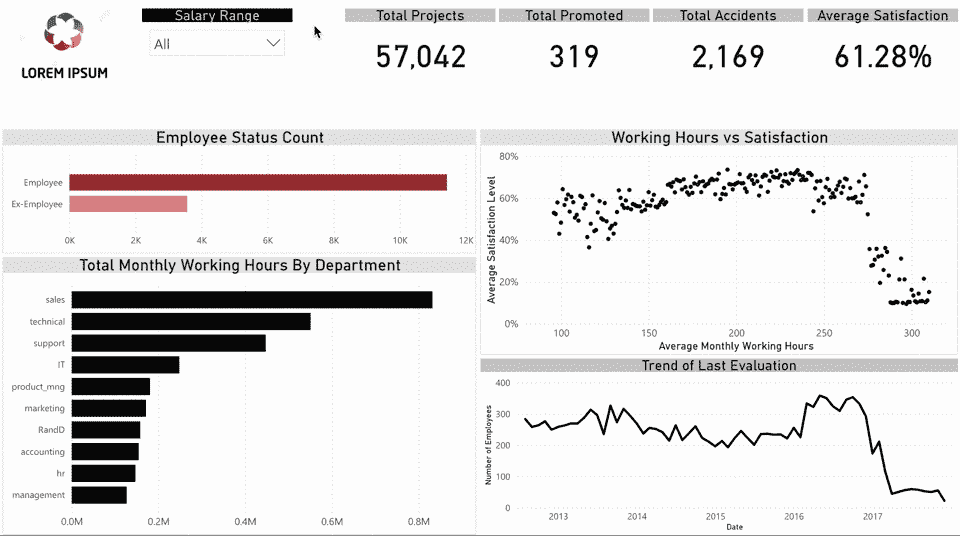 LOREM IPSUM
Salary Range
All
Total Projects
57,042
Total Promoted
319
Total Accidents
2,169
Average Satisfaction
61.28%
Employee Status Count
Employee
Ex-Employee
0K 2K 4K 6K 8K 10K 12K
Total Monthly Working Hours By Department
sales
technical
support
IT
product_mng
marketing
RandD
accounting
hr
management
0.0M 0.2M 0.4M 0.6M 0.8M
Working Hours vs Satisfaction
Average Satisfaction Level
80%
60%
40%
20%
0%
100 150 200 250 300
Average Monthly Working Hours
Trend of Last Evaluation
Number of Employees
400
300
200
100
0
2013 2014 2015 2016 2017
Date